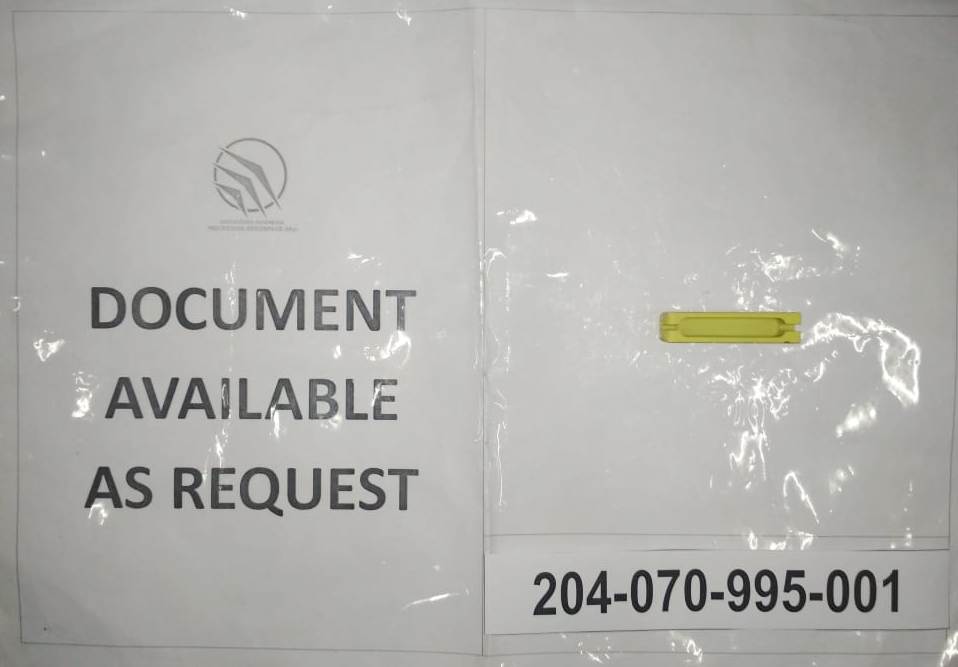 DOCUMENT
AVAILABLE
AS REQUEST
204-070-995-001